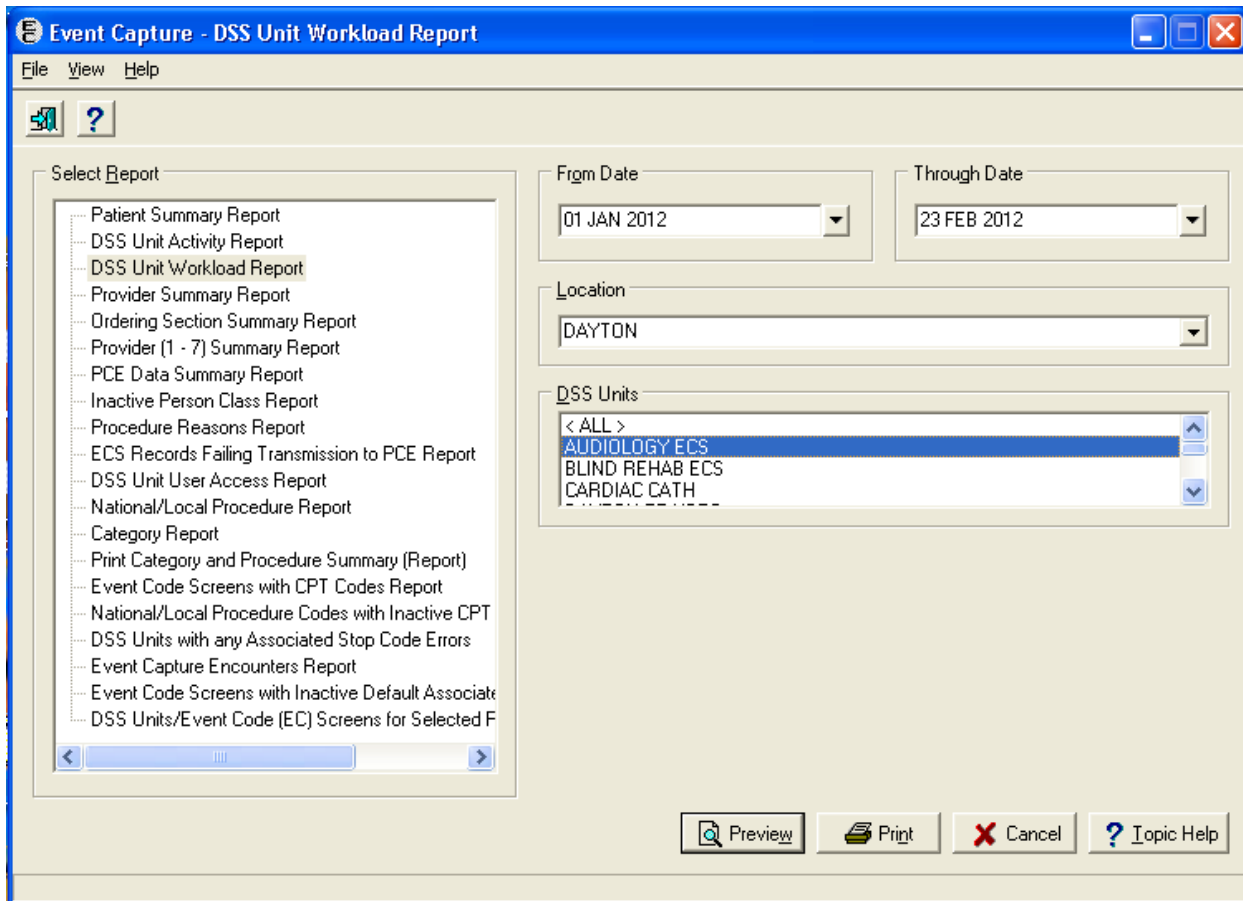 Event Capture - DSS Unit Workload Report
File View Help
?
Select Report
Patient Summary Report
DSS Unit Activity Report
DSS Unit Workload Report
Provider Summary Report
Ordering Section Summary Report
Provider (1 - 7) Summary Report
PCE Data Summary Report
Inactive Person Class Report
Procedure Reasons Report
ECS Records Failing Transmission to PCE Report
DSS Unit User Access Report
National/Local Procedure Report
Category Report
Print Category and Procedure Summary (Report)
Event Code Screens with CPT Codes Report
National/Local Procedure Codes with Inactive CPT
DSS Units with any Associated Stop Code Errors
Event Capture Encounters Report
Event Code Screens with Inactive Default Associate
DSS Units/Event Code (EC) Screens for Selected F
From Date
01 JAN 2012
Through Date
23 FEB 2012
Location
DAYTON
DSS Units
< ALL >
AUDIOLOGY ECS
BLIND REHAB ECS
CARDIAC CATH
Preview Print Cancel ? Topic Help